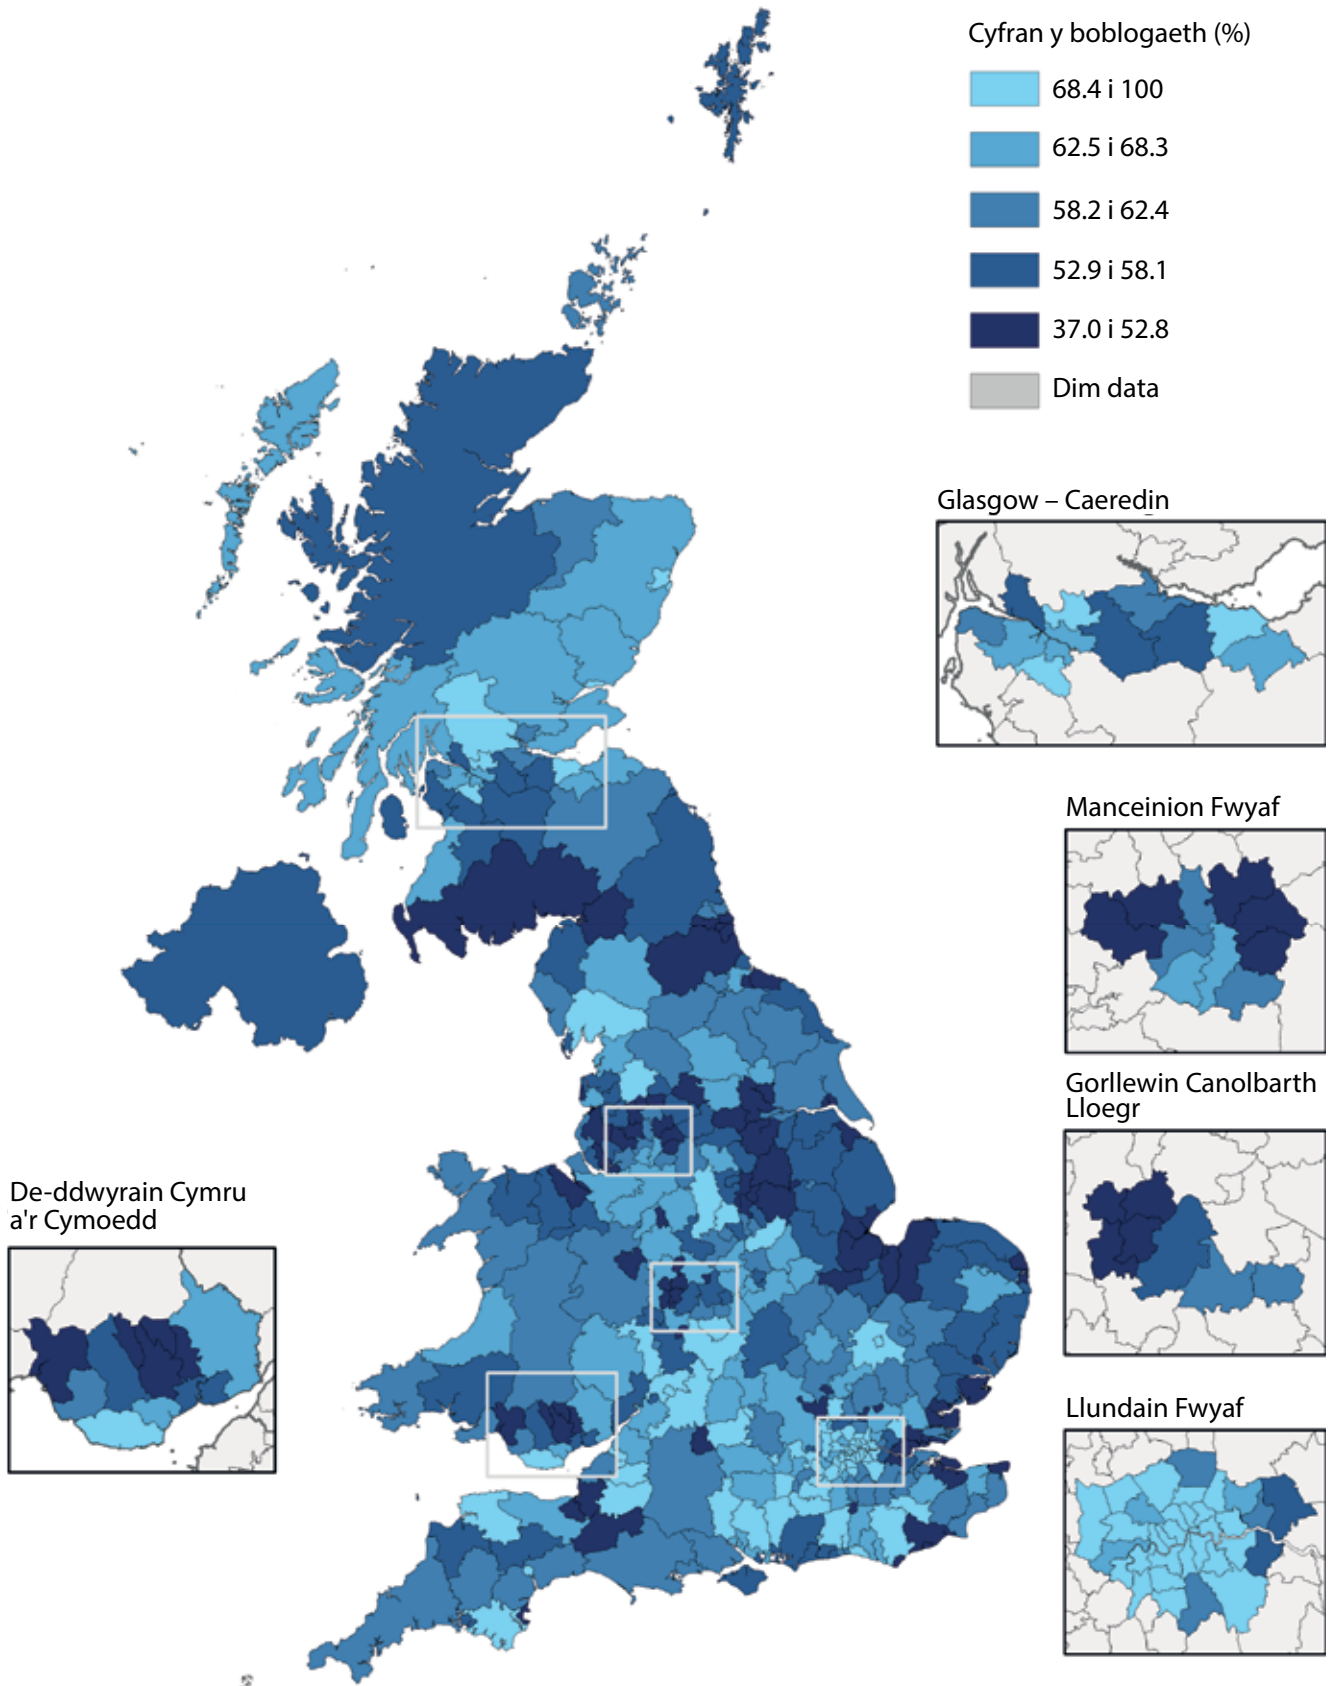 Cyfran y boblogaeth (%)
68.4 i 100
62.5 i 68.3
58.2 i 62.4
52.9 i 58.1
37.0 i 52.8
Dim data
Glasgow – Caeredin
Manceinion Fwyaf
Gorllewin Canolbarth
Lloegr
De-ddwyrain Cymru
a'r Cymoedd
Llundain Fwyaf